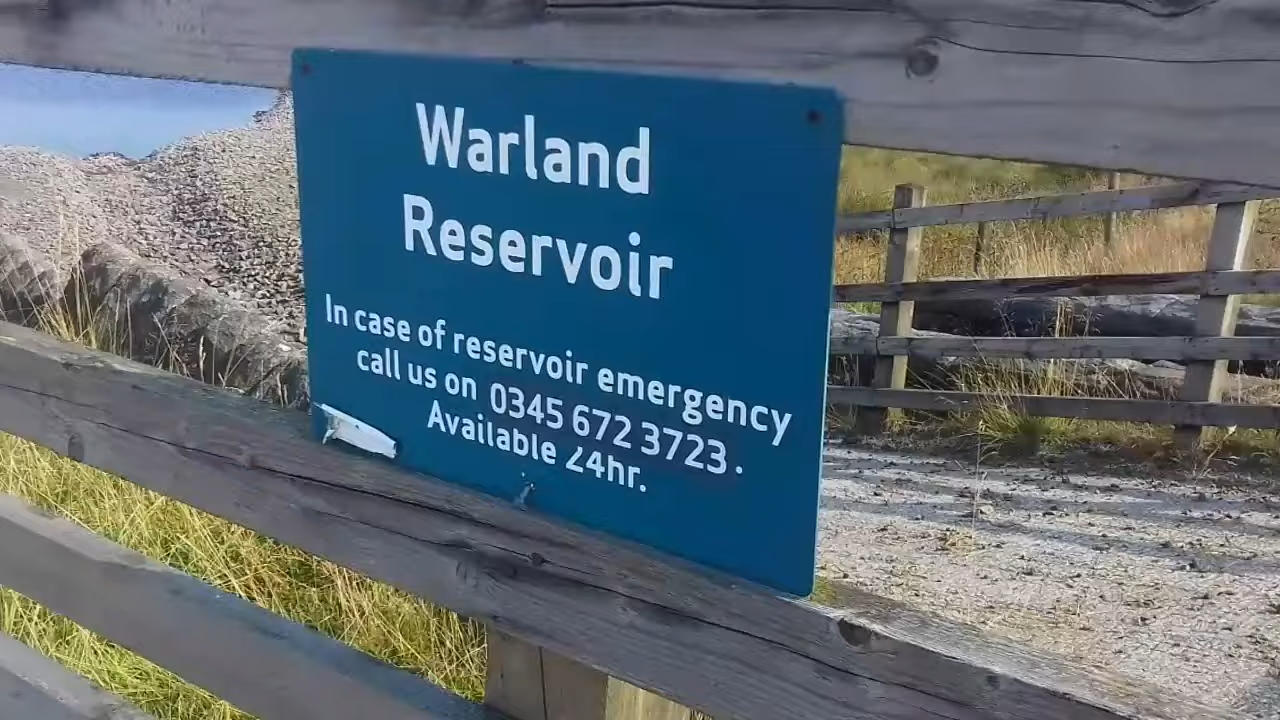 Warland
Reservoir
In case of reservoir emergency
call us on 0345 672 3723.
Available 24hr.